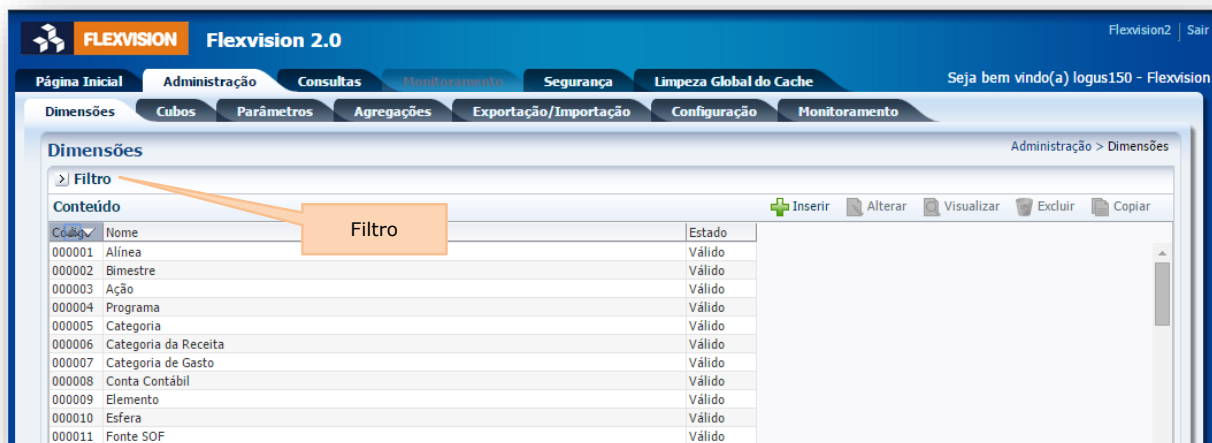 FLEXVISION Flexvision 2.0 Flexvision2 Sair
Página Inicial Administração Consultas Monitoramento Segurança Limpeza Global do Cache Seja bem vindo(a) logus150 - Flexvision
Dimensões Cubos Parâmetros Agregações Exportação/Importação Configuração Monitoramento
Dimensões Administração > Dimensões
Filtro
Conteúdo Inserir Alterar Visualizar Excluir Copiar
Filtro
Nome Estado
000001 Alínea Válido
000002 Bimestre Válido
000003 Ação Válido
000004 Programa Válido
000005 Categoria Válido
000006 Categoria da Receita Válido
000007 Categoria de Gasto Válido
000008 Conta Contábil Válido
000009 Elemento Válido
000010 Esfera Válido
000011 Fonte SOF Válido